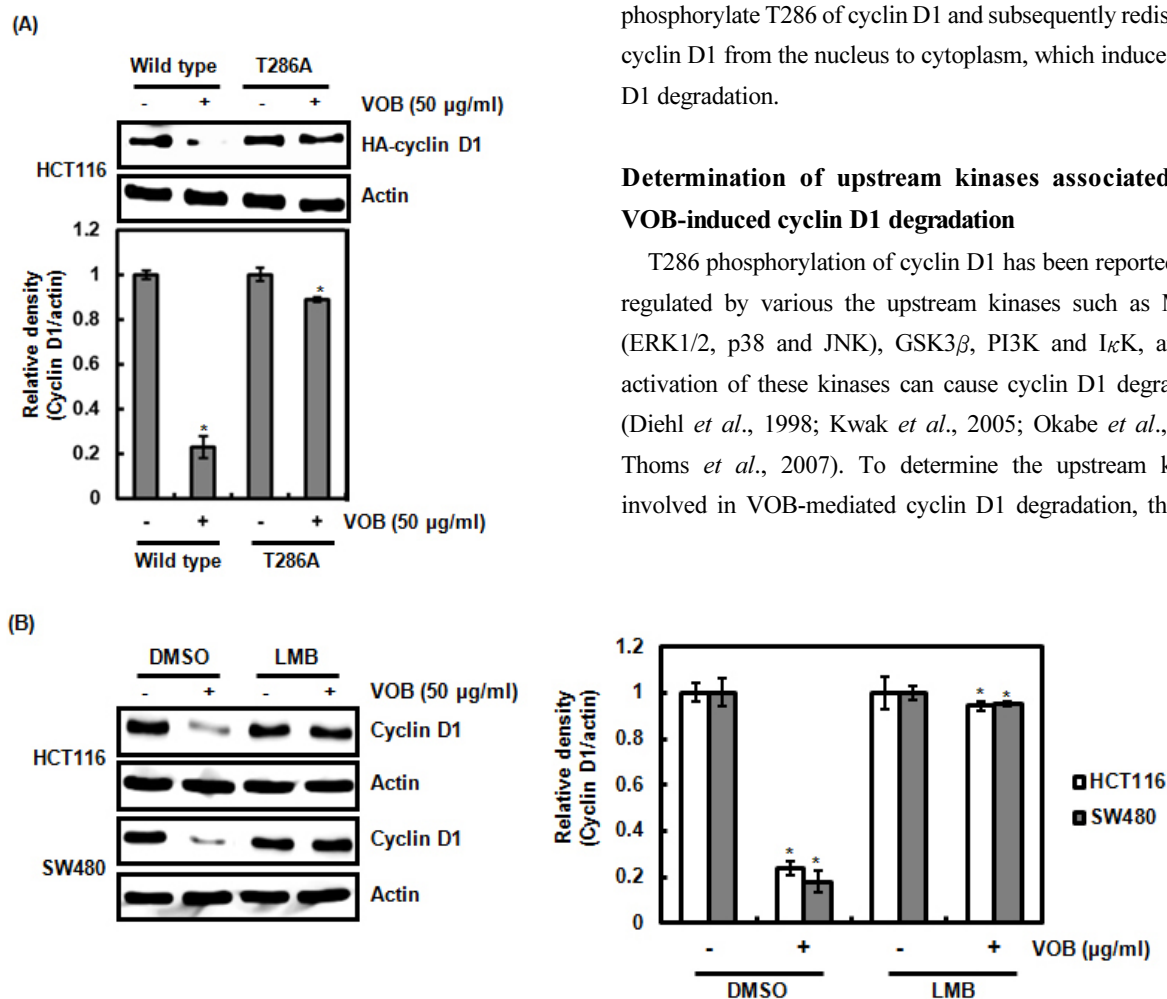 (A)
Wild type T286A
- + - + VOB (50 µg/ml)
HA-cyclin D1
HCT116
Actin
1.2
1
0.8
0.6
0.4
0.2
0
Relative density
(Cyclin D1/actin)
* *
- + - + VOB (50 µg/ml)
Wild type T286A
phosphorylate T286 of cyclin D1 and subsequently redis
cyclin D1 from the nucleus to cytoplasm, which induce
D1 degradation.
Determination of upstream kinases associated
VOB-induced cyclin D1 degradation
T286 phosphorylation of cyclin D1 has been reported
regulated by various the upstream kinases such as M
(ERK1/2, p38 and JNK), GSK3β, PI3K and IκK, a
activation of these kinases can cause cyclin D1 degra
(Diehl et al., 1998; Kwak et al., 2005; Okabe et al.,
Thoms et al., 2007). To determine the upstream k
involved in VOB-mediated cyclin D1 degradation, th
(B)
DMSO LMB
- + - + VOB (50 µg/ml)
Cyclin D1
HCT116
Actin
Cyclin D1
SW480
Actin
1.2
1
0.8
0.6
0.4
0.2
0
Relative density
(Cyclin D1/actin)
* * * *
HCT116
SW480
- + - + VOB (µg/ml)
DMSO LMB